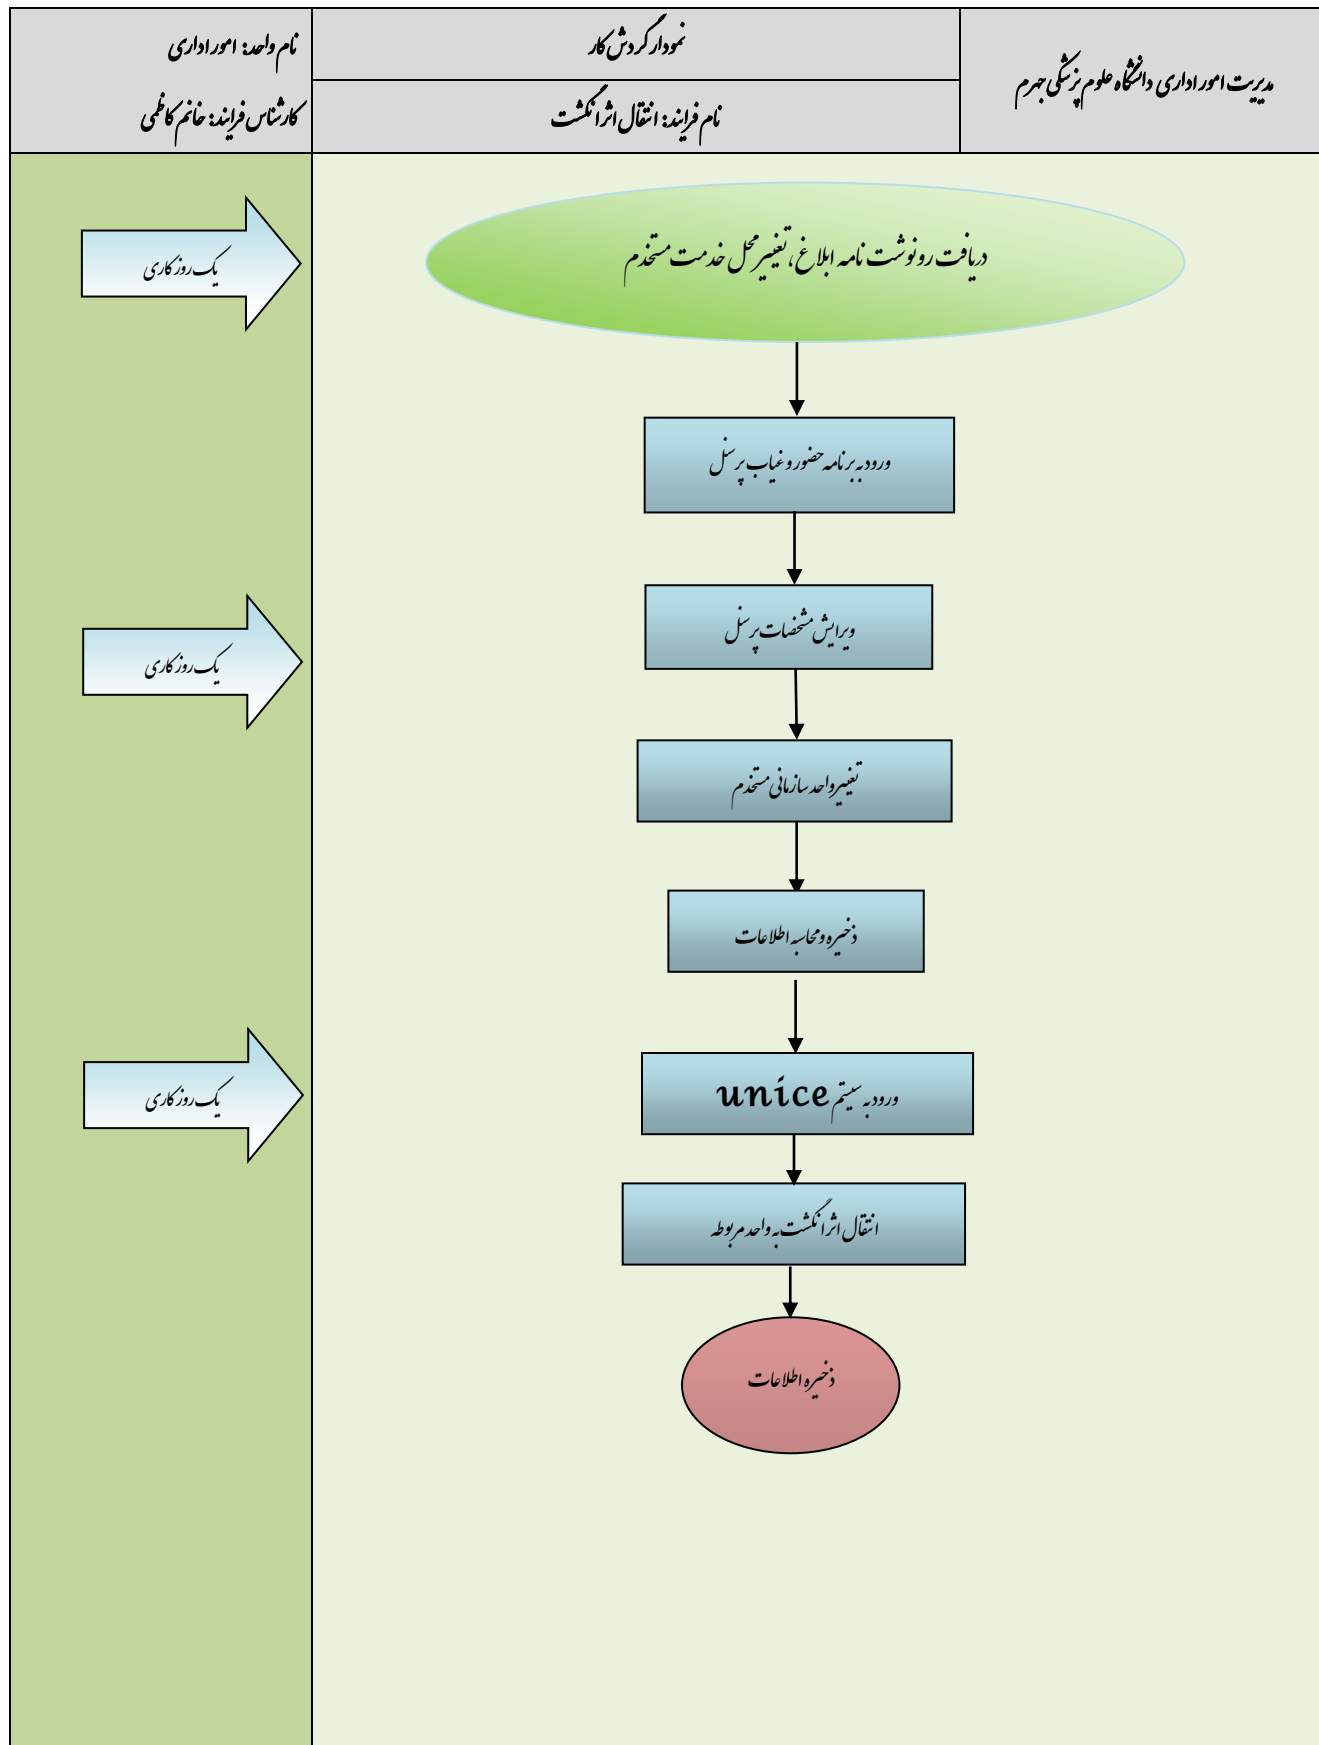 مدیریت امور اداری دانشگاه علوم پزشکی جهرم
نمودار گردش کار
نام فرایند: انتقال اثر انگشت
نام واحد: امور اداری
کارشناس فرایند: خانم کاظمی
دریافت رونوشت نامه ابلاغ ، تغییر محل خدمت مستخدم
یک روز کاری
ورود به برنامه حضور و غیاب پرسنل
ویرایش مشخصات پرسنل
یک روز کاری
تغییر واحد سازمانی مستخدم
ذخیره و محاسبه اطلاعات
ورود به سیستم unice
یک روز کاری
انتقال اثر انگشت به واحد مربوطه
ذخیره اطلاعات